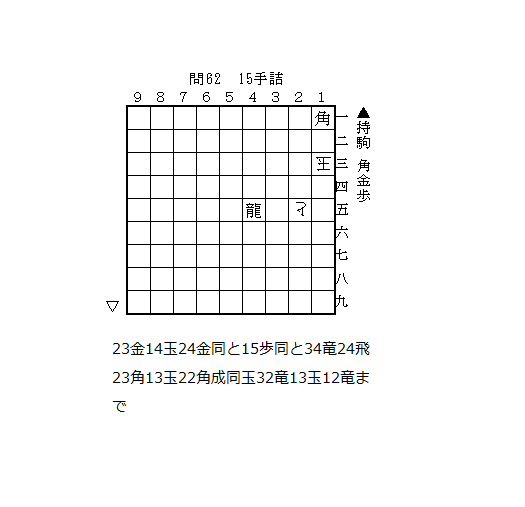 問62 15手詰
9 8 7 6 5 4 3 2 1
角 一
二
王 三
四
龍 五
六
七
八
九
▲持駒 角金歩
▽
23金14玉24金同と15歩同と34竜24飛
23角13玉22角成同玉32竜13玉12竜ま
で